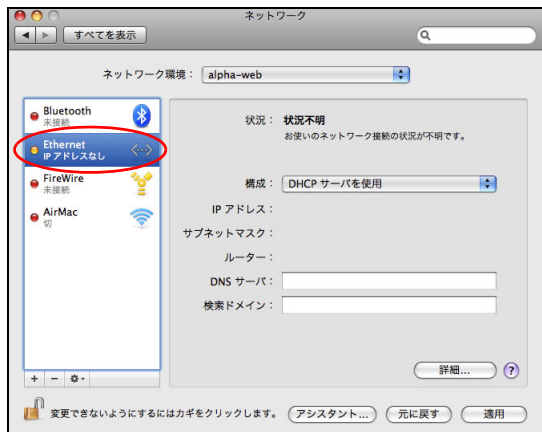 ネットワーク
すべてを表示
ネットワーク環境： alpha-web
Bluetooth
未接続
Ethernet
IP アドレスなし
FireWire
未接続
AirMac
切
状況： 状況不明
お使いのネットワーク接続の状況が不明です。
構成： DHCP サーバを使用
IP アドレス：
サブネットマスク：
ルーター：
DNS サーバ：
検索ドメイン：
詳細...
?
変更できないようにするにはカギをクリックします。
アシスタント...
元に戻す
適用